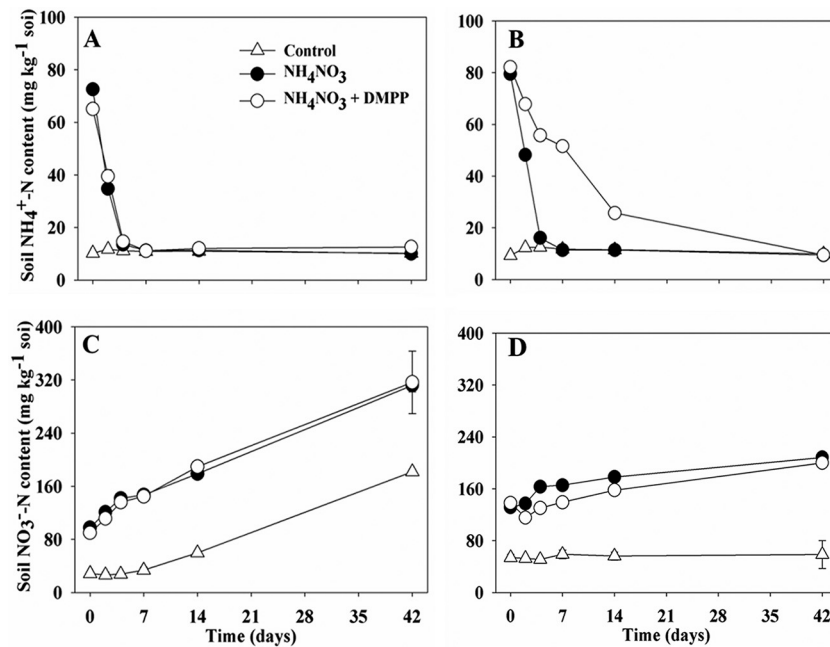 A
B
Control
NH4NO3
NH4NO3 + DMPP
Soil NH4+-N content (mg kg-1 soi)
100
80
60
40
20
0
100
80
60
40
20
0
C
D
Soil NO3--N content (mg kg-1 soi)
400
320
240
160
80
0
400
320
240
160
80
0
0 7 14 21 28 35 42
0 7 14 21 28 35 42
Time (days)
Time (days)